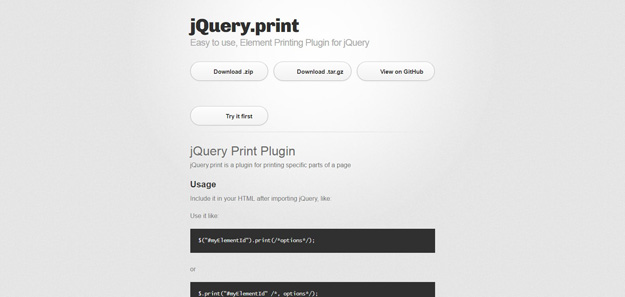 jQuery.print
Easy to use, Element Printing Plugin for jQuery
Download .zip Download .tar.gz View on GitHub
Try it first
jQuery Print Plugin
jQuery.print is a plugin for printing specific parts of a page
Usage
Include it in your HTML after importing jQuery, like:
Use it like:
$("#myElementId").print(/*options*/);
or
$.print("#myElementId" /*, options*/);